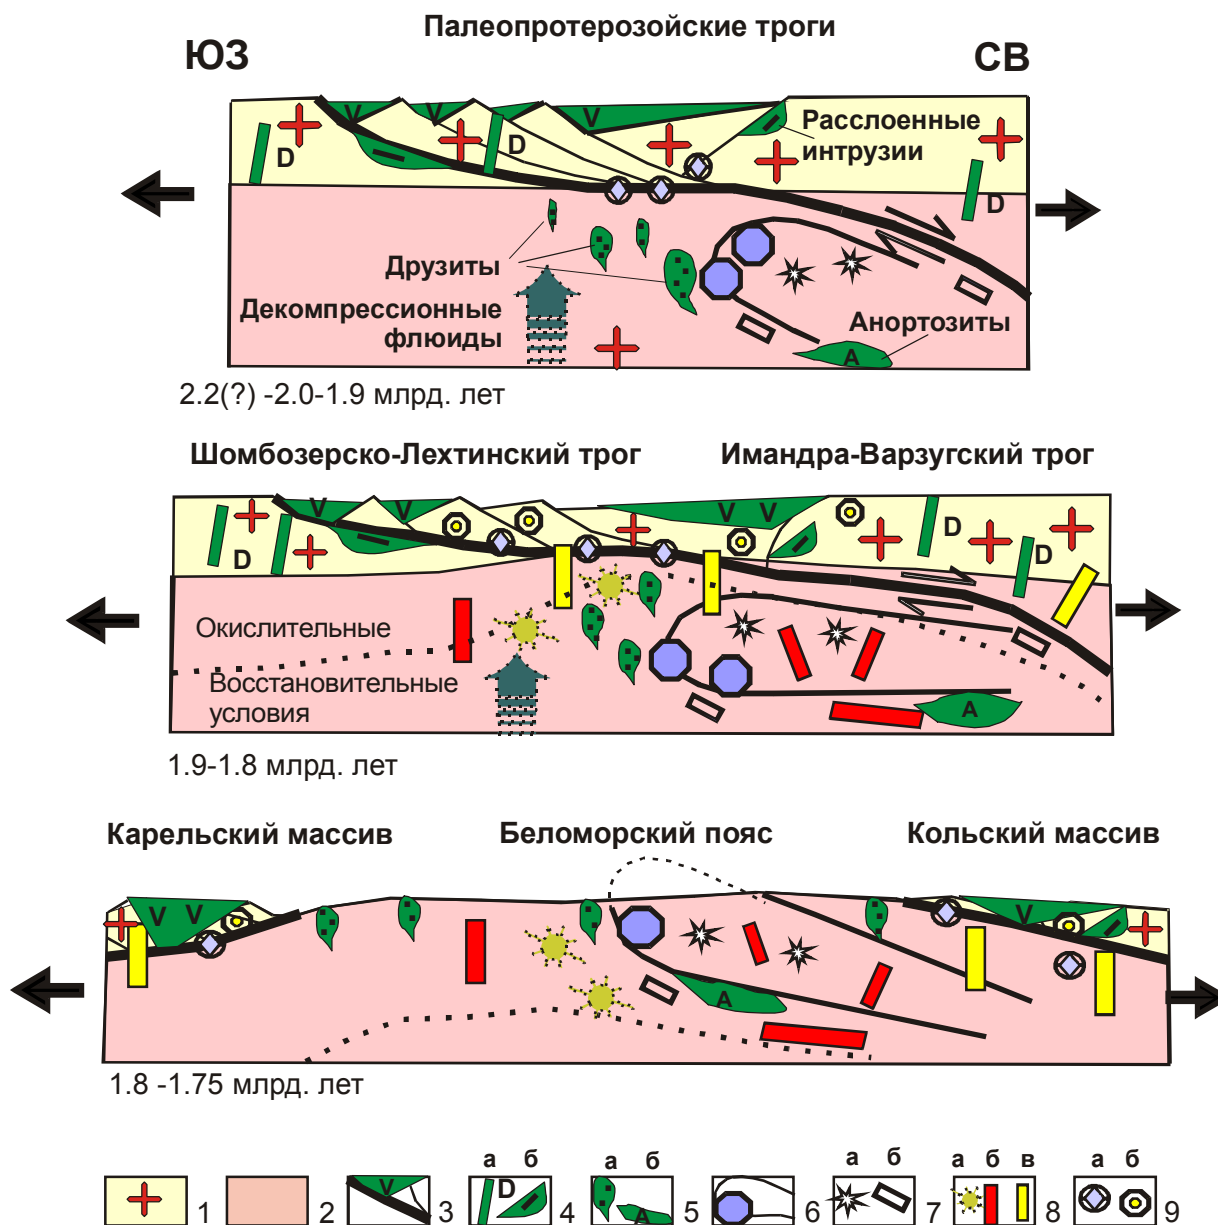 Палеопротерозойские троги
ЮЗ
СВ
V
V
V
Расслоенные
интрузии
D
D
D
Друзиты
Декомпрессионные
флюиды
Анортозиты
A
2.2(?) -2.0-1.9 млрд. лет
Шомбозерско-Лехтинский трог
Имандра-Варзугский трог
V
V
V
V
D
D
D
Окислительные
Восстановительные
условия
A
1.9-1.8 млрд. лет
Карельский массив
Беломорский пояс
Кольский массив
V
V
V
A
1.8 -1.75 млрд. лет
а б
а б
а б
а б в
а б
V
D
A
1
2
3
4
5
6
7
8
9